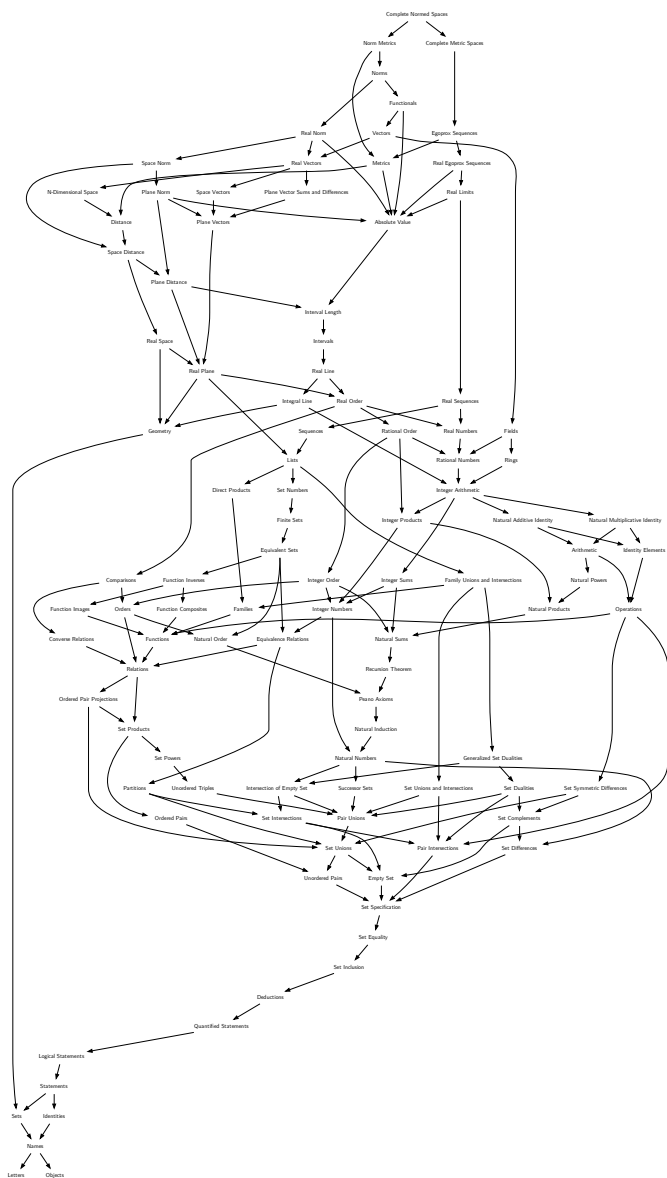 Complete Normed Spaces
Norm Metrics
Complete Metric Spaces
Norms
Functionals
Real Norm
Vectors
Egoprox Sequences
Space Norm
Real Vectors
Metrics
Real Egoprox Sequences
N-Dimensional Space
Plane Norm
Space Vectors
Plane Vector Sums and Differences
Real Limits
Distance
Plane Vectors
Absolute Value
Space Distance
Plane Distance
Interval Length
Real Space
Intervals
Real Plane
Real Line
Integral Line
Real Order
Real Sequences
Geometry
Sequences
Rational Order
Real Numbers
Fields
Lists
Rational Numbers
Rings
Direct Products
Set Numbers
Integer Arithmetic
Finite Sets
Integer Products
Natural Additive Identity
Natural Multiplicative Identity
Equivalent Sets
Arithmetic
Identity Elements
Comparisons
Function Inverses
Integer Order
Integer Sums
Family Unions and Intersections
Natural Powers
Function Images
Orders
Function Composites
Families
Integer Numbers
Natural Products
Operations
Converse Relations
Functions
Natural Order
Equivalence Relations
Natural Sums
Relations
Recursion Theorem
Ordered Pair Projections
Peano Axioms
Set Products
Natural Induction
Set Powers
Natural Numbers
Generalized Set Dualities
Partitions
Unordered Triples
Intersection of Empty Set
Successor Sets
Set Unions and Intersections
Set Dualities
Set Symmetric Differences
Ordered Pairs
Set Intersections
Pair Unions
Set Complements
Set Unions
Pair Intersections
Set Differences
Unordered Pairs
Empty Set
Set Specification
Set Equality
Set Inclusion
Deductions
Quantified Statements
Logical Statements
Statements
Sets
Identities
Names
Letters
Objects